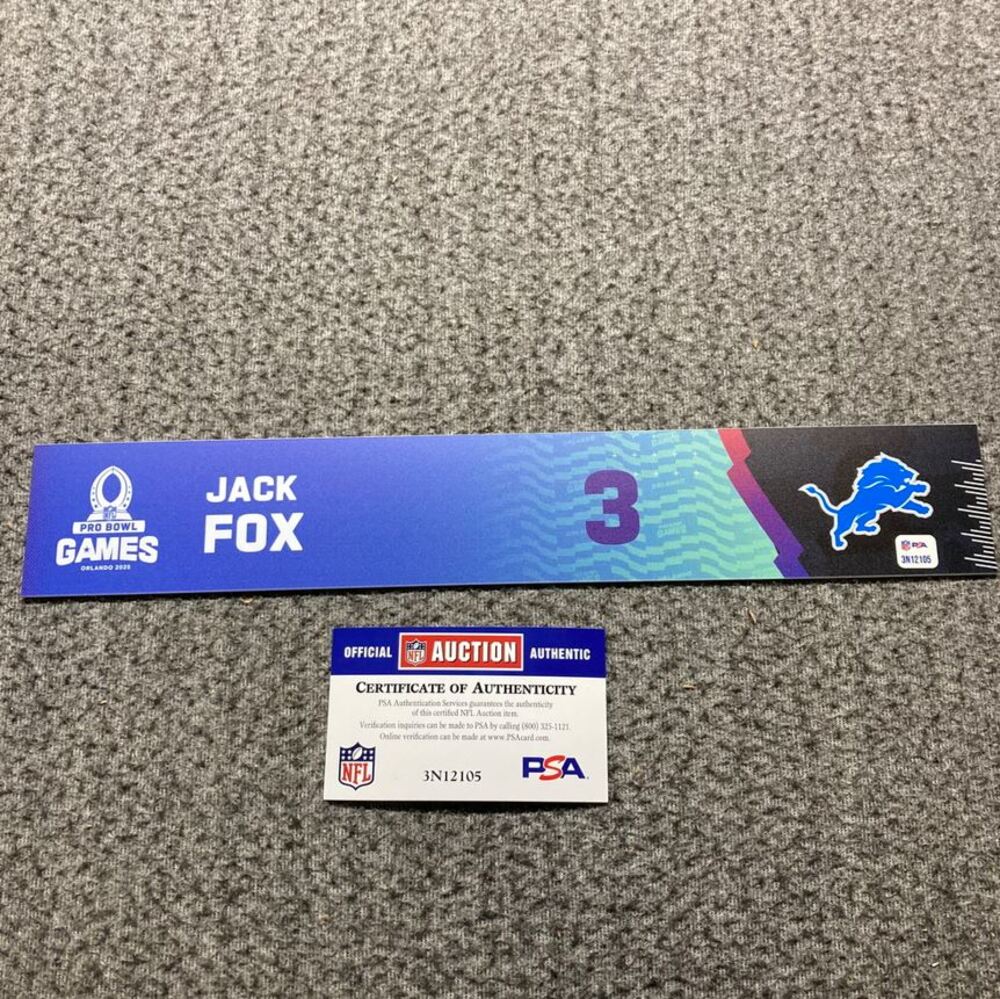 PRO BOWL
GAMES
ORLANDO 2025
JACK
FOX
3
PSA
3N12105
OFFICIAL NFL AUCTION AUTHENTIC
CERTIFICATE OF AUTHENTICITY
PSA Authentication Services guarantees the authenticity
of this certified NFL Auction item.
Verification inquiries can be made to PSA by calling (800) 325-1121.
Online verification can be made at www.PSAcard.com.
NFL
3N12105
PSA